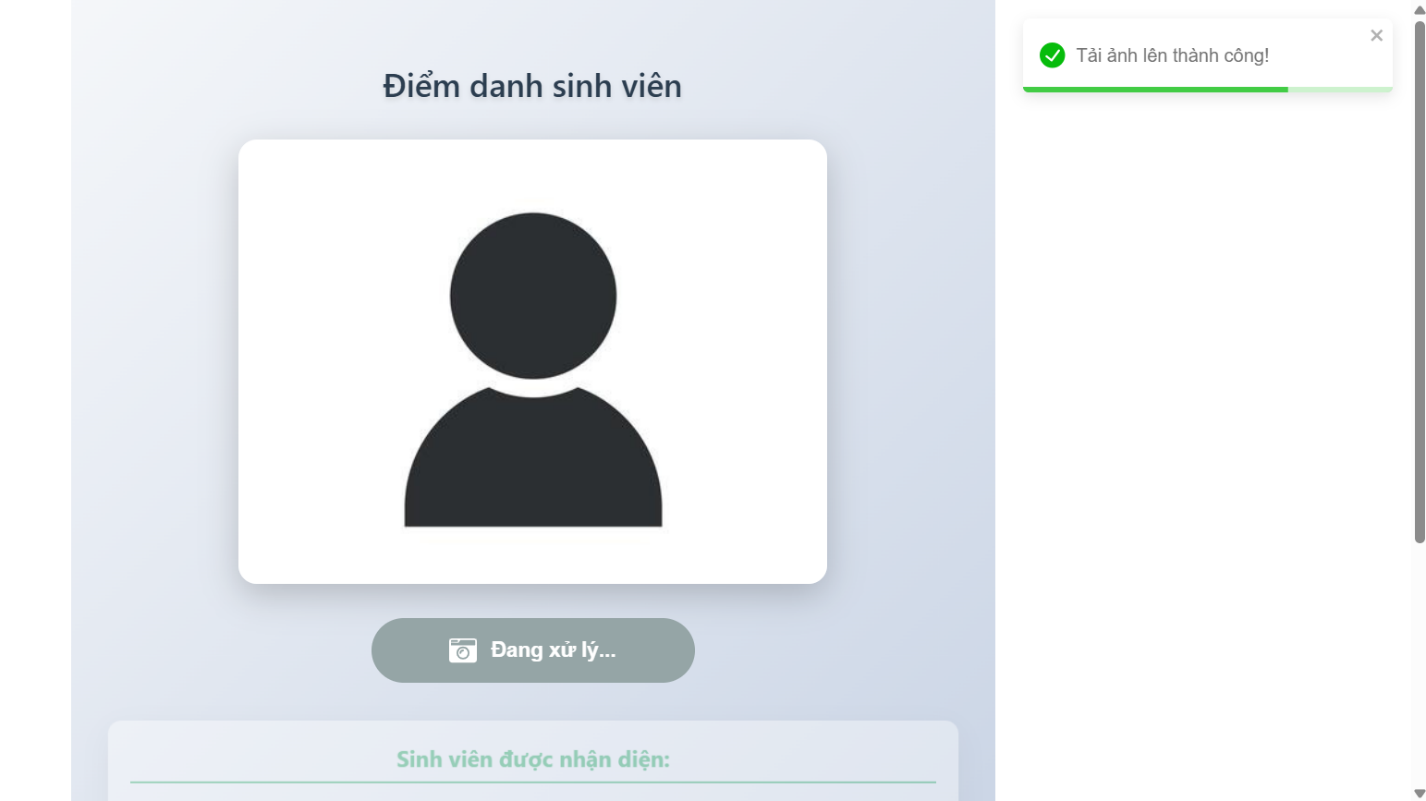 Điểm danh sinh viên
Tải ảnh lên thành công!
Đang xử lý...
Sinh viên được nhận diện: